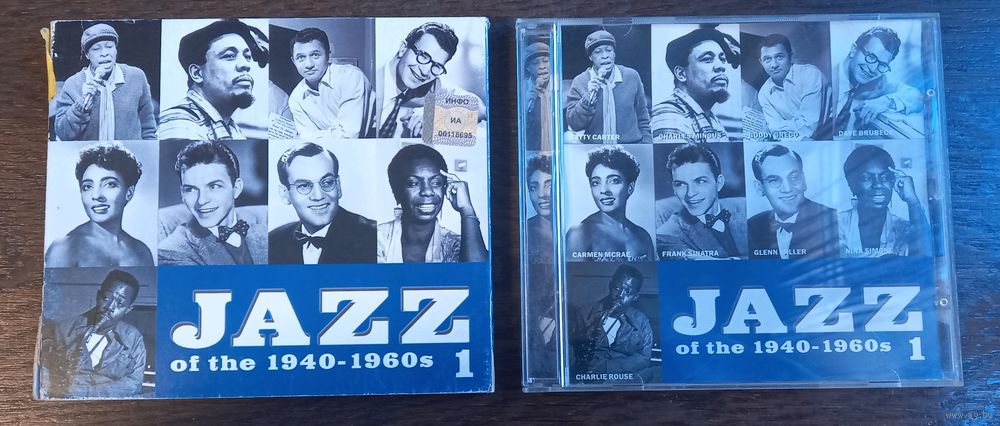 ИНФО
ИА
00118695
JAZZ
of the 1940-1960s 1
BETTY CARTER
CHARLES MINGUS
BUDDY GRECO
DAVE BRUBECK
CARMEN MCRAE
FRANK SINATRA
GLENN MILLER
NINA SIMONE
CHARLIE ROUSE
JAZZ
of the 1940-1960s 1